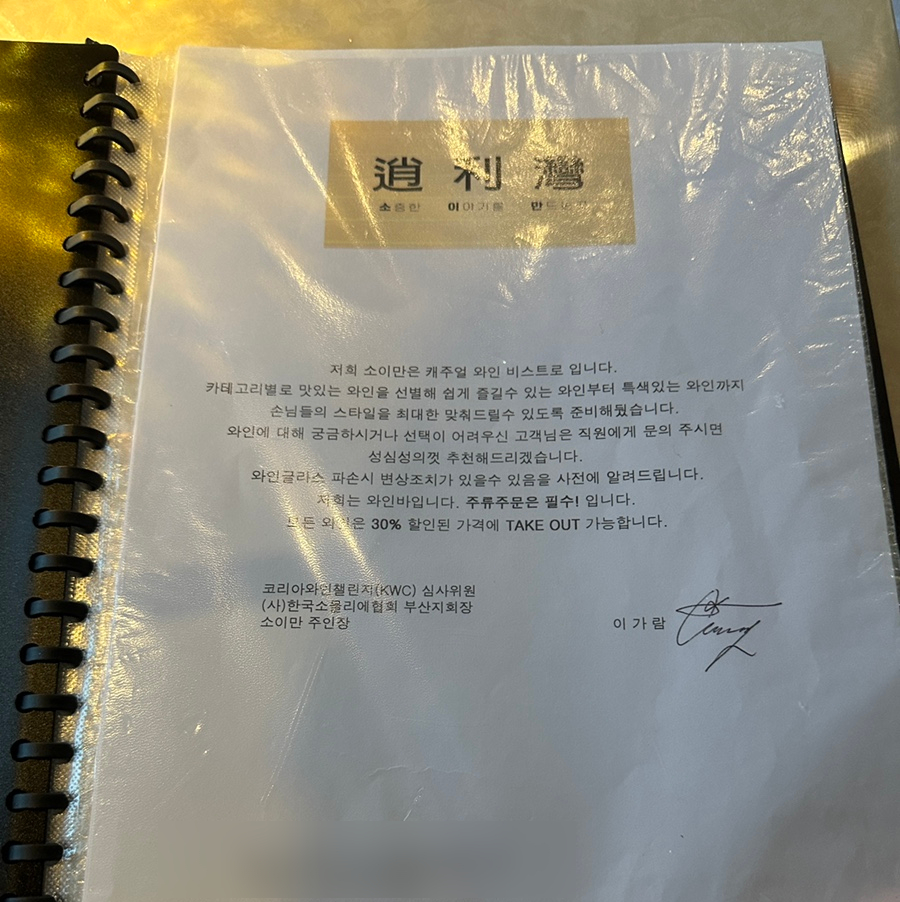 逍利灣
소중한 이야기를
저희 소이만은 캐주얼 와인 비스트로 입니다.
카테고리별로 맛있는 와인을 선별해 쉽게 즐길수 있는 와인부터 특색있는 와인까지
손님들의 스타일을 최대한 맞춰드릴수 있도록 준비해뒀습니다.
와인에 대해 궁금하시거나 선택이 어려우신 고객님은 직원에게 문의 주시면
성심성의껏 추천해드리겠습니다.
와인글라스 파손시 변상조치가 있을수 있음을 사전에 알려드립니다.
저희는 와인바입니다. 주류주문은 필수! 입니다.
모든 와인은 30% 할인된 가격에 TAKE OUT 가능합니다.
코리아와인챌린지(KWC) 심사위원
(사)한국소믈리에협회 부산지회장
소이만 주인장
이 가 람